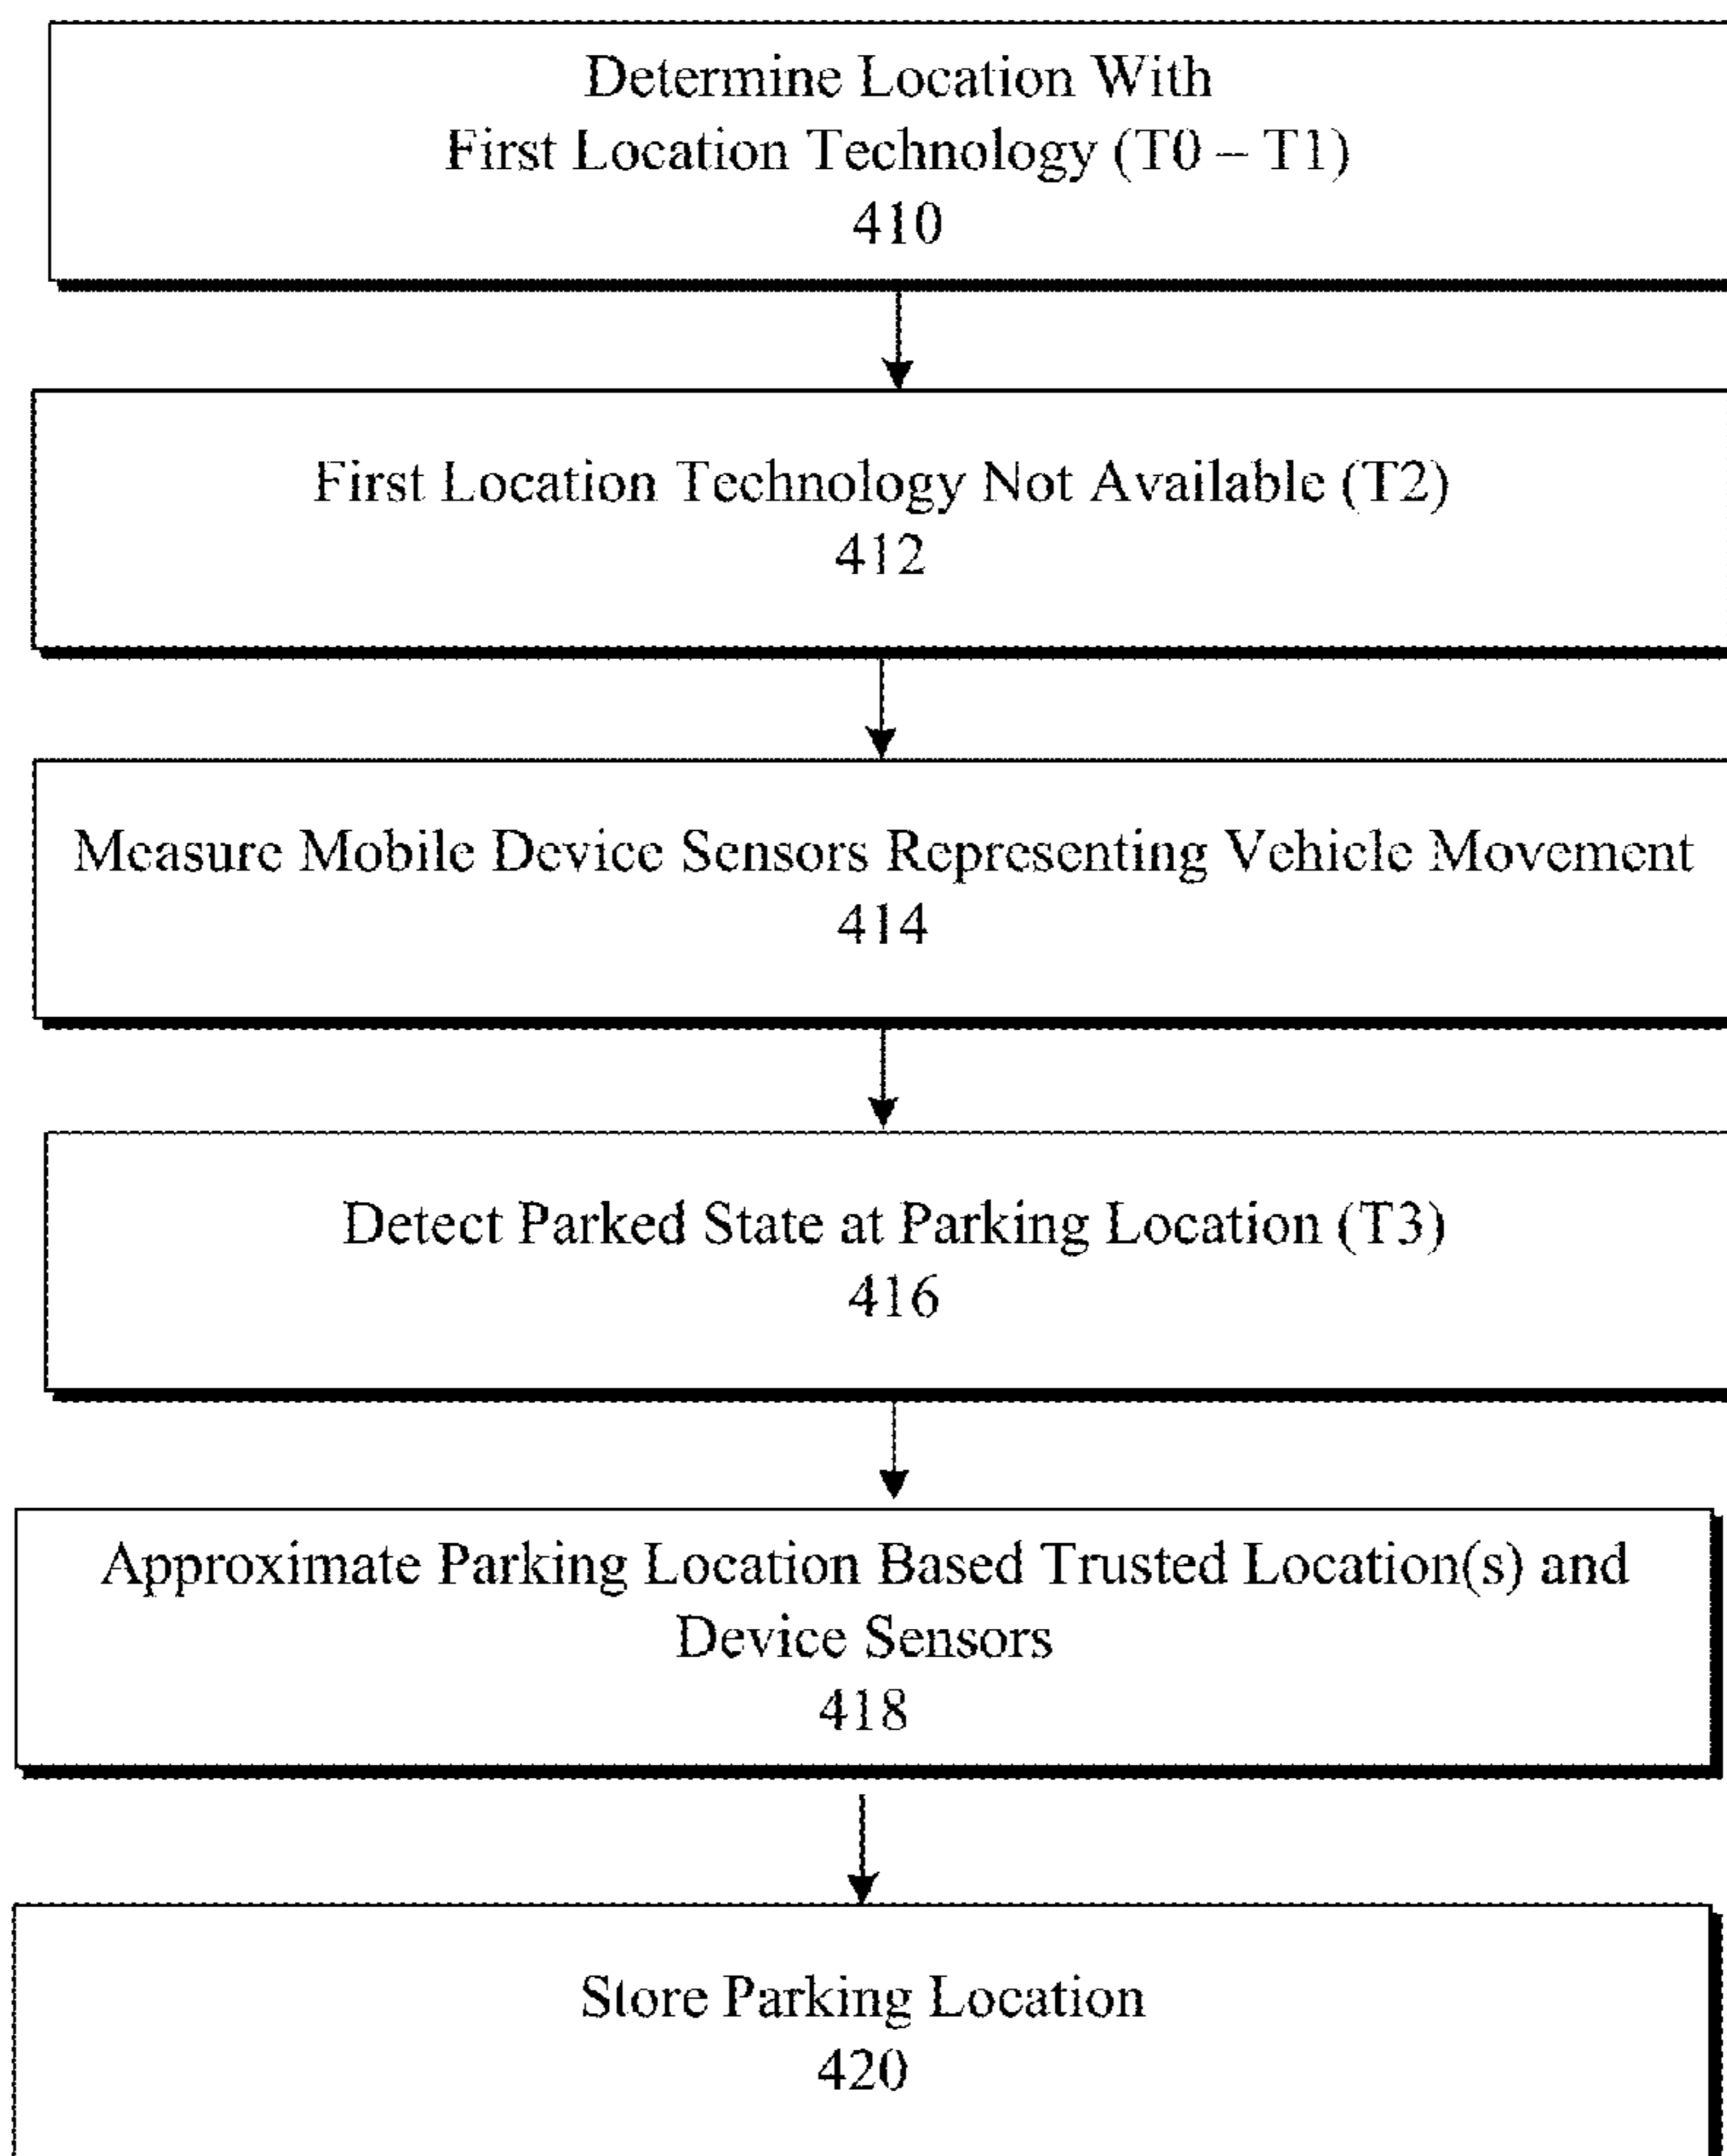 Determine Location With
First Location Technology (T0 – T1)
410
First Location Technology Not Available (T2)
412
Measure Mobile Device Sensors Representing Vehicle Movement
414
Detect Parked State at Parking Location (T3)
416
Approximate Parking Location Based Trusted Location(s) and
Device Sensors
418
Store Parking Location
420